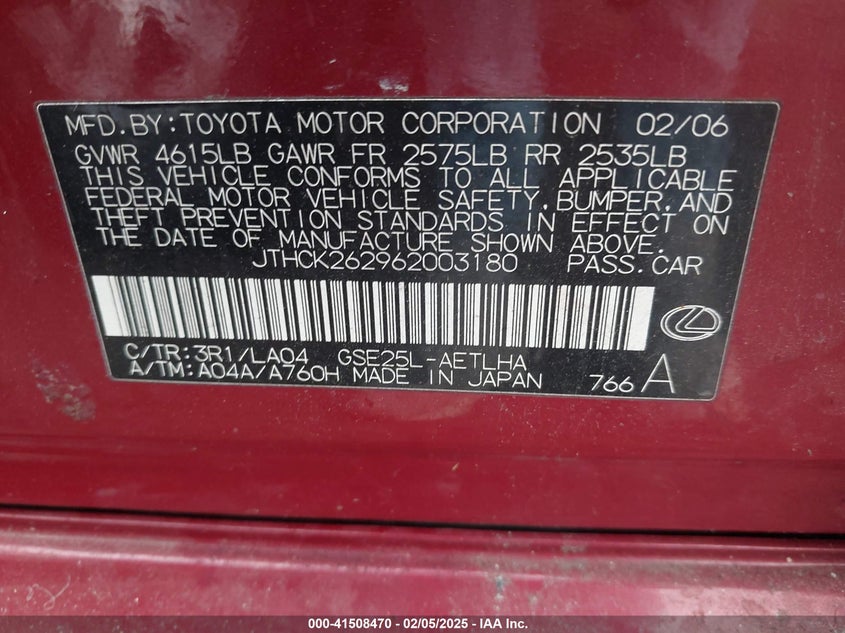 MFD.BY:TOYOTA MOTOR CORPORATION 02/06
GVWR 4615LB GAWR FR 2575LB RR 2535LB
THIS VEHICLE CONFORMS TO ALL APPLICABLE
FEDERAL MOTOR VEHICLE SAFETY,BUMPER,AND
THEFT PREVENTION STANDARDS IN EFFECT ON
THE DATE OF MANUFACTURE SHOWN ABOVE.
JTHCK262962003180 PASS.CAR
C/TR:3R1/LA04 GSE25L-AETLHA
A/TM:A04A/A760H MADE IN JAPAN 766 A
000-41508470 - 02/05/2025 - IAA Inc.